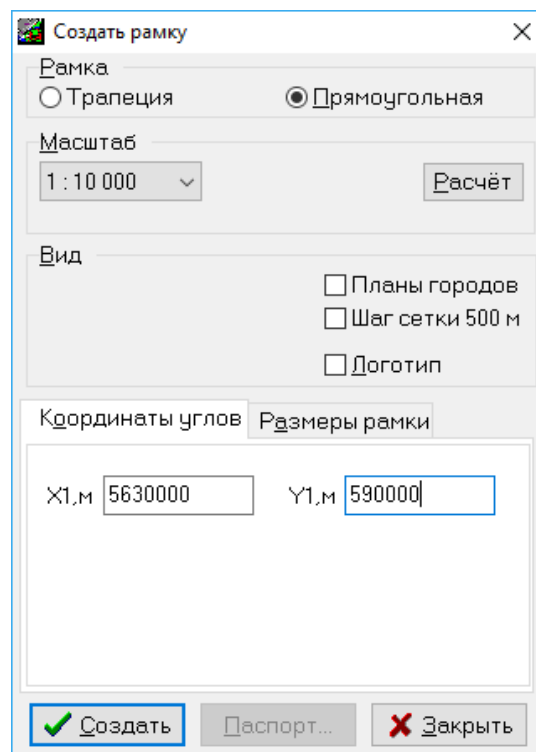 Создать рамку
Рамка
Трапеция Прямоугольная
Масштаб
1 : 10 000 Расчёт
Вид
Планы городов
Шаг сетки 500 м
Логотип
Координаты углов Размеры рамки
X1,м 5630000 Y1,м 590000
Создать Паспорт... Закрыть